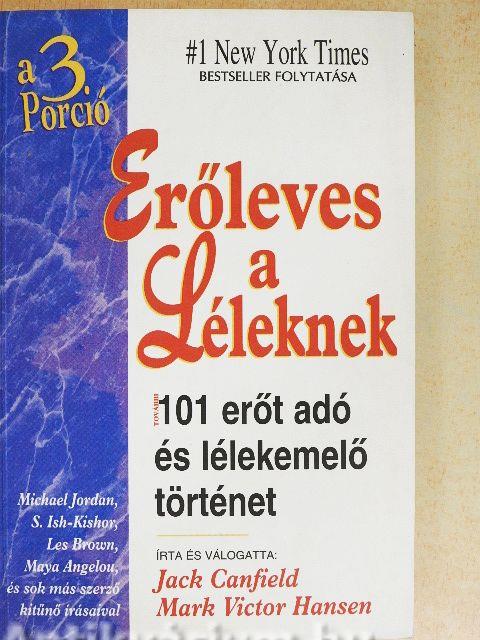 a 3.
Porció
#1 New York Times
BESTSELLER FOLYTATÁSA
Erőleves
a
Léleknek
TOVÁBBI
101 erőt adó
és lélekemelő
történet
Michael Jordan,
S. Ish-Kishor,
Les Brown,
Maya Angelou,
és sok más szerző
kitűnő írásaival
ÍRTA ÉS VÁLOGATTA:
Jack Canfield
Mark Victor Hansen